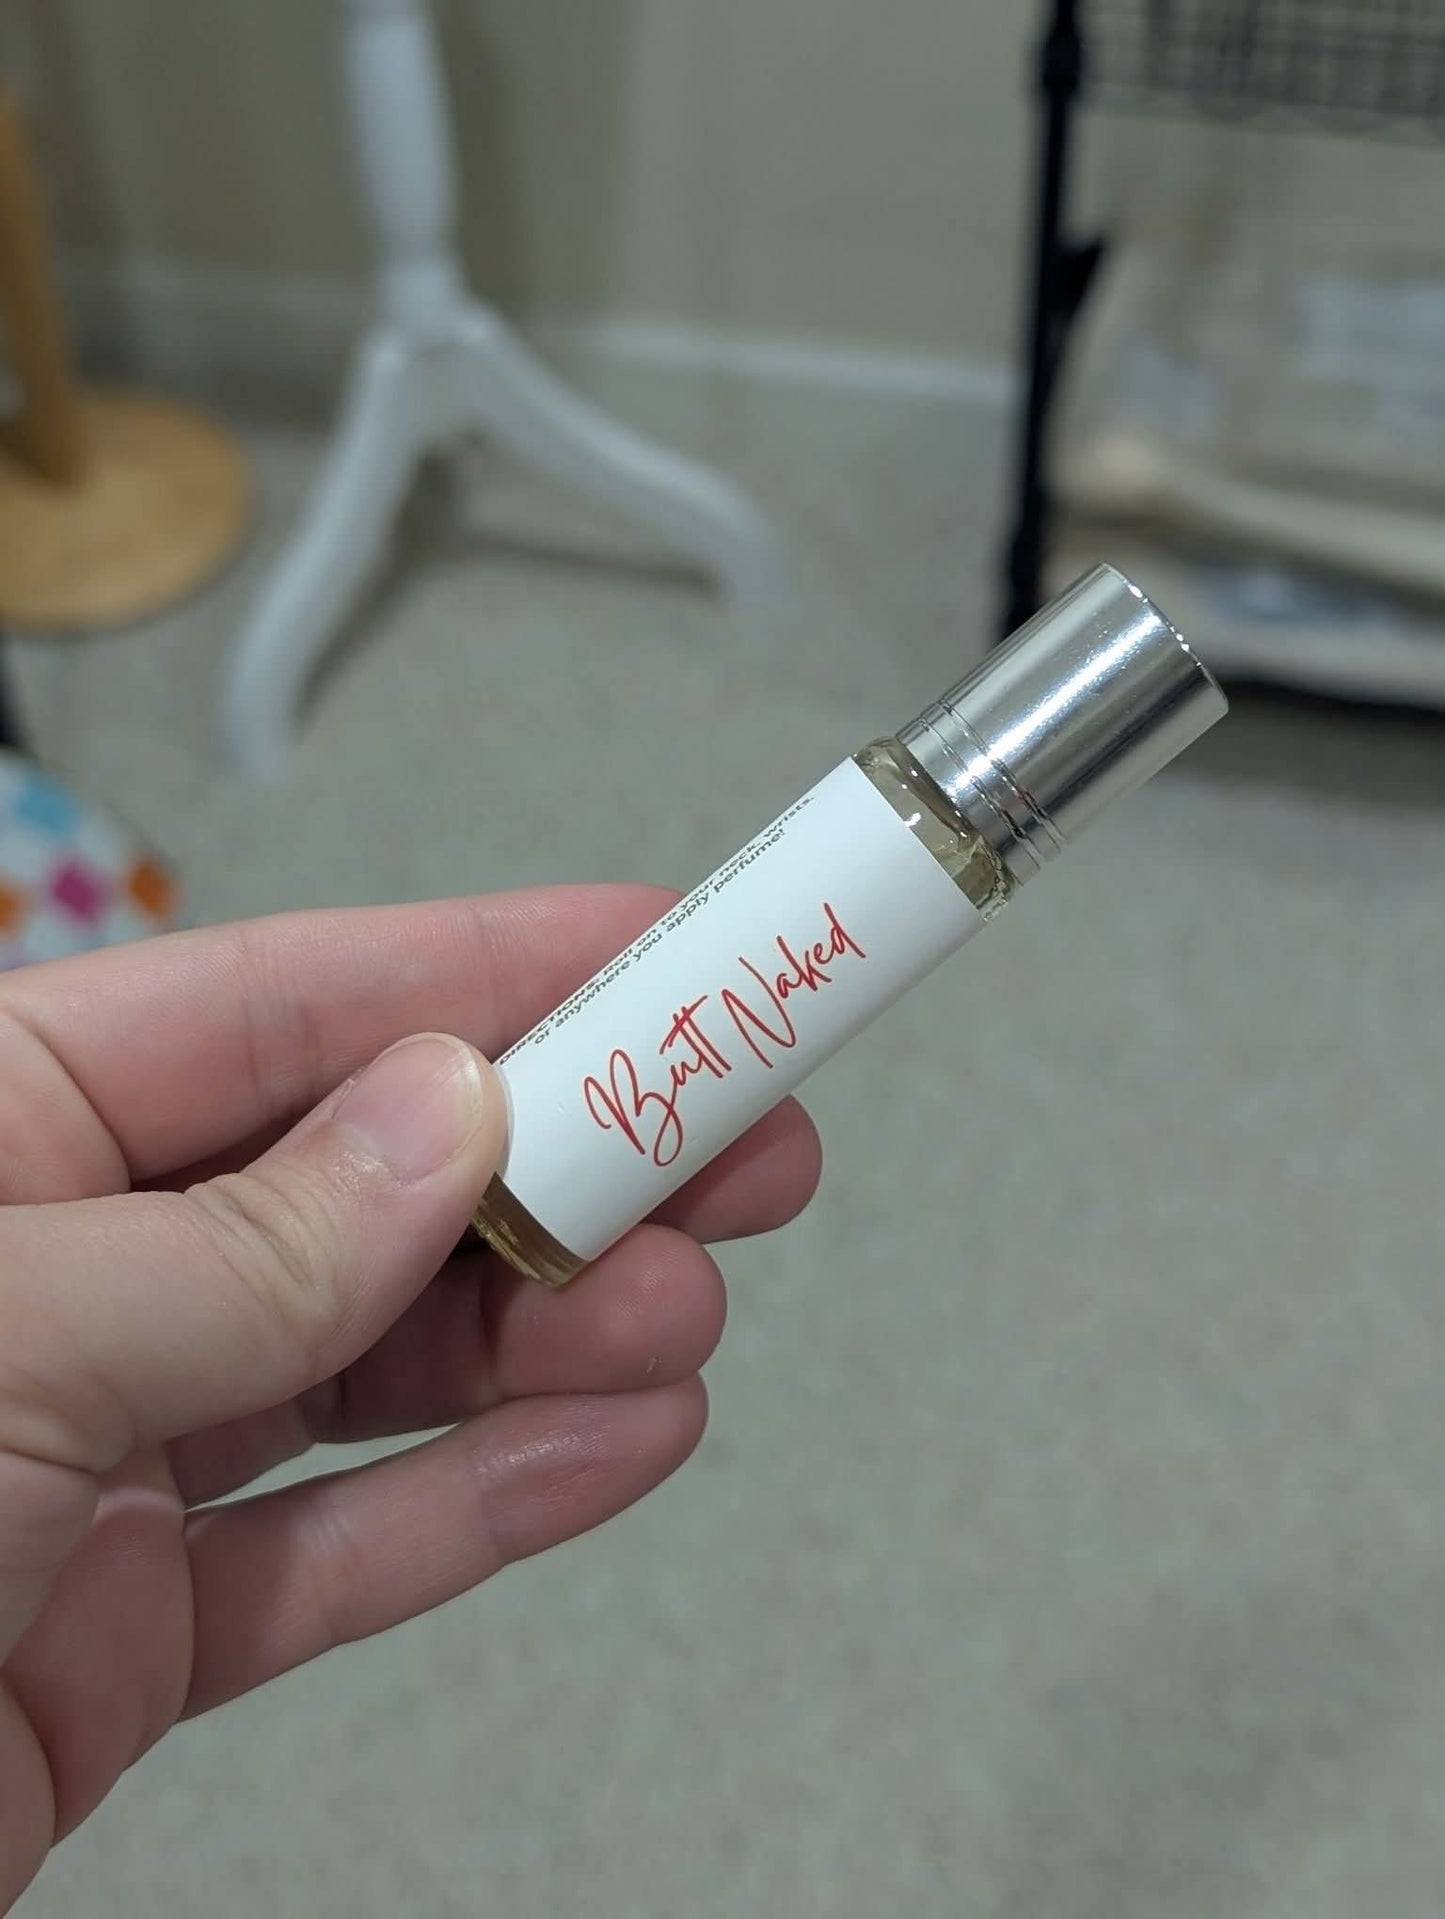 DIRECTIONS: Roll on to your neck, wrists,
or anywhere you apply perfume!
Butt Naked